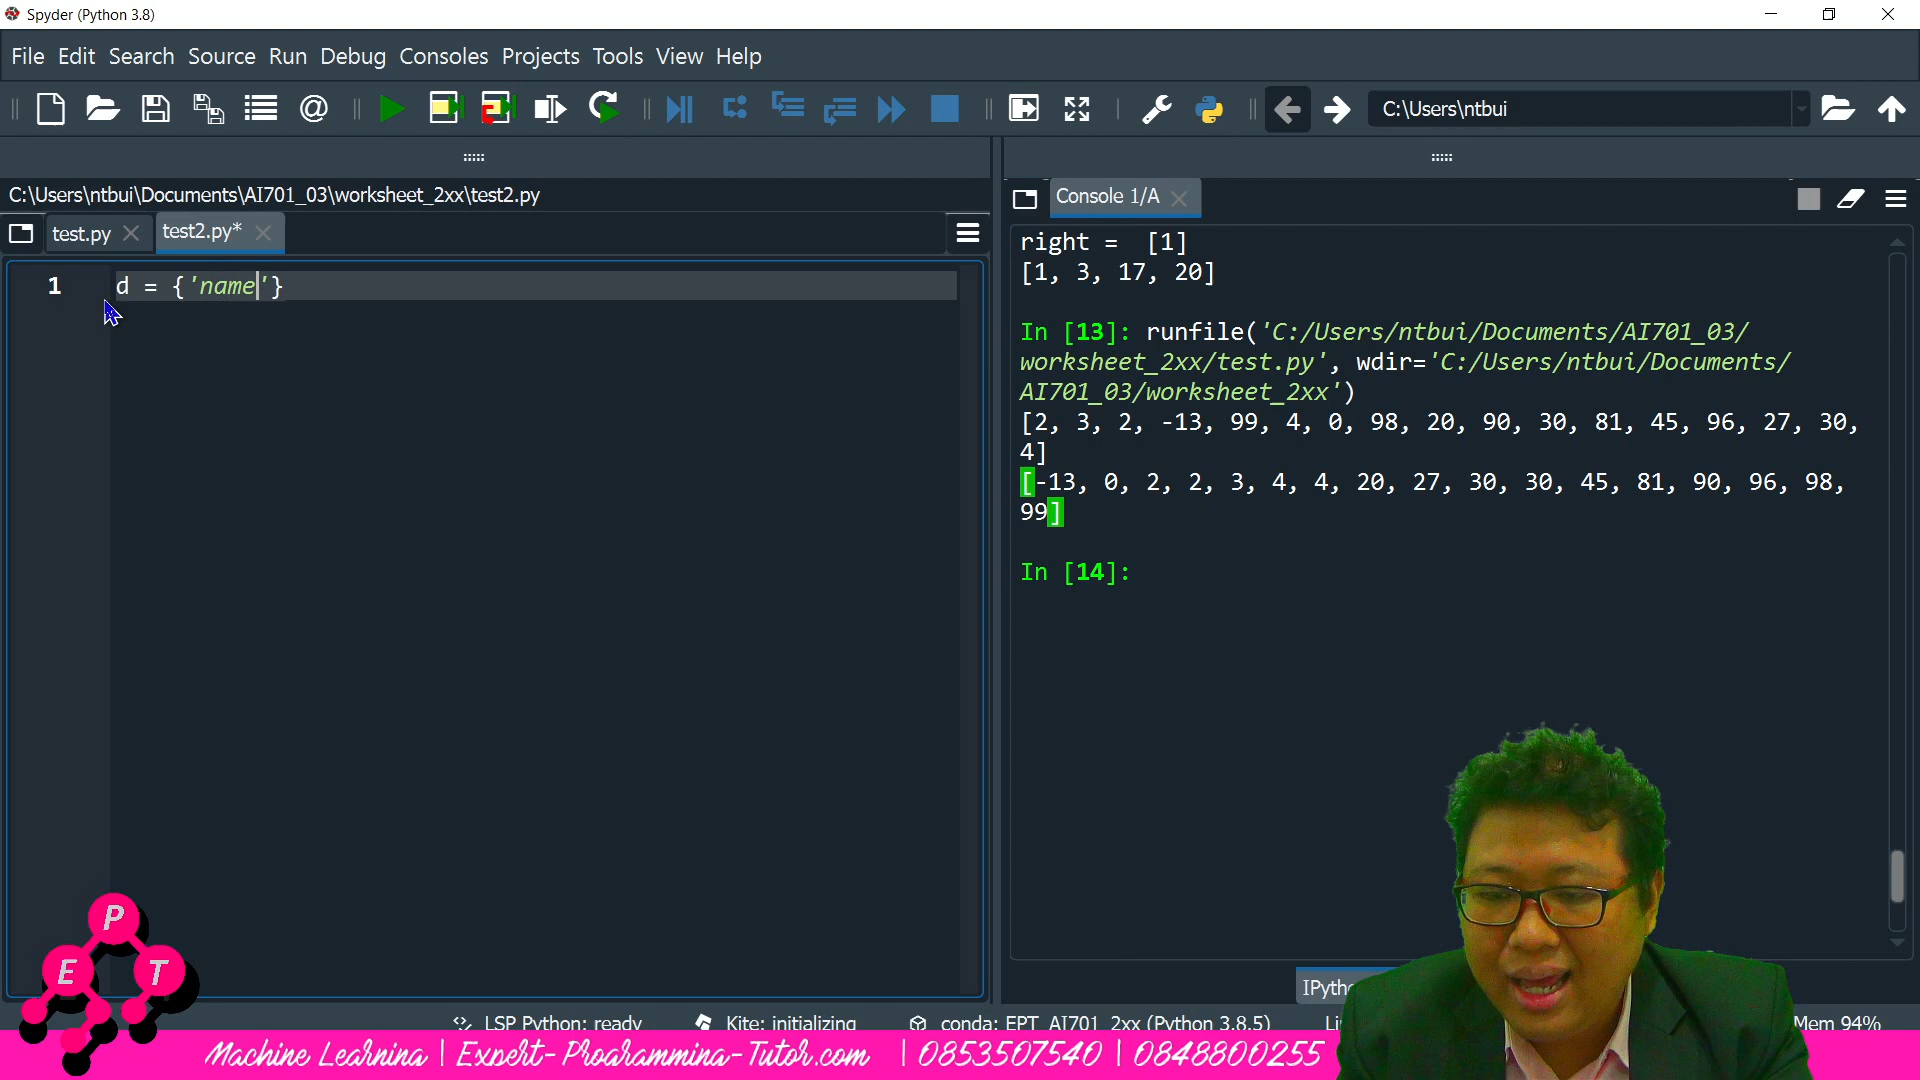 Spyder (Python 3.8)
File Edit Search Source Run Debug Consoles Projects Tools View Help
C:\Users\ntbui
C:\Users\ntbui\Documents\AI701_03\worksheet_2xx\test2.py
test.py
test2.py*
1 d = {'name'}
Console 1/A
right =  [1]
[1, 3, 17, 20]
In [13]: runfile('C:/Users/ntbui/Documents/AI701_03/
worksheet_2xx/test.py', wdir='C:/Users/ntbui/Documents/
AI701_03/worksheet_2xx')
[2, 3, 2, -13, 99, 4, 0, 98, 20, 90, 30, 81, 45, 96, 27, 30,
4]
[-13, 0, 2, 2, 3, 4, 4, 20, 27, 30, 30, 45, 81, 90, 96, 98,
99]
In [14]:
P
E T
LSP Python: ready Kite: initializing conda: EPT_AI701_2xx (Python 3.8.5) Mem 94%
Machine Learning | Expert-Programming-Tutor.com | 0853507540 | 0848800255